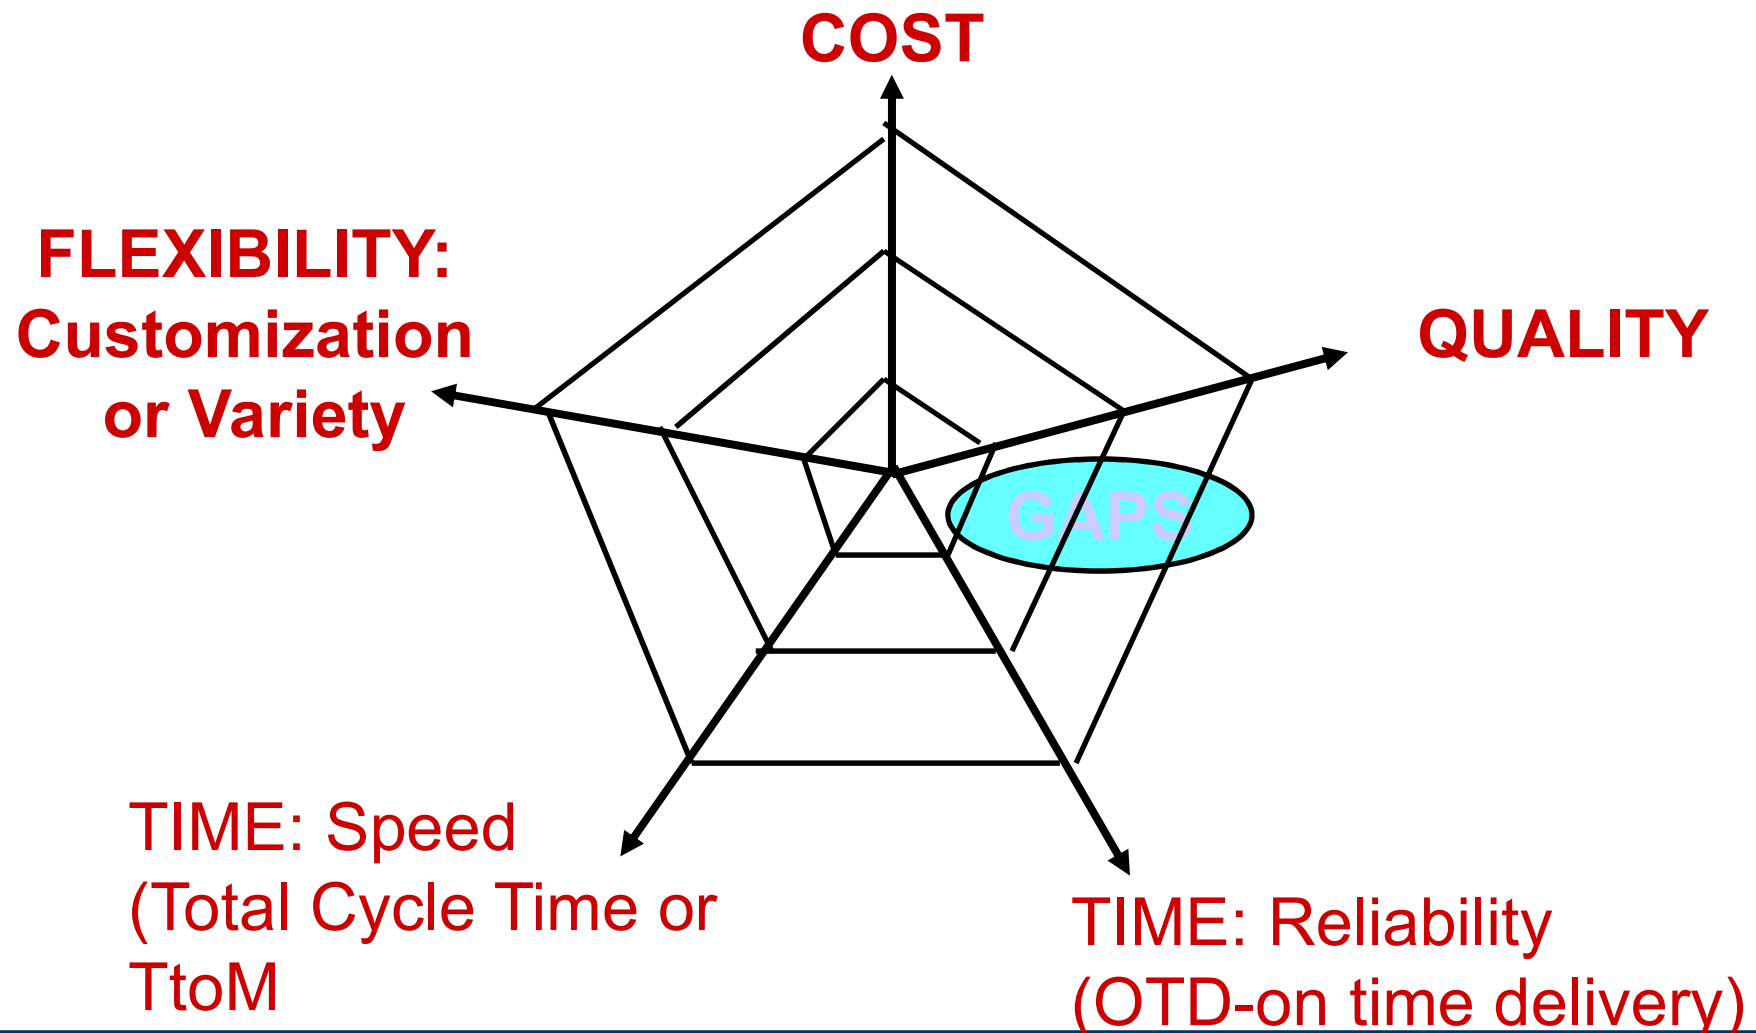 COST
FLEXIBILITY:
Customization
or Variety
QUALITY
GAPS
TIME: Speed
(Total Cycle Time or
TtoM
TIME: Reliability
(OTD-on time delivery)